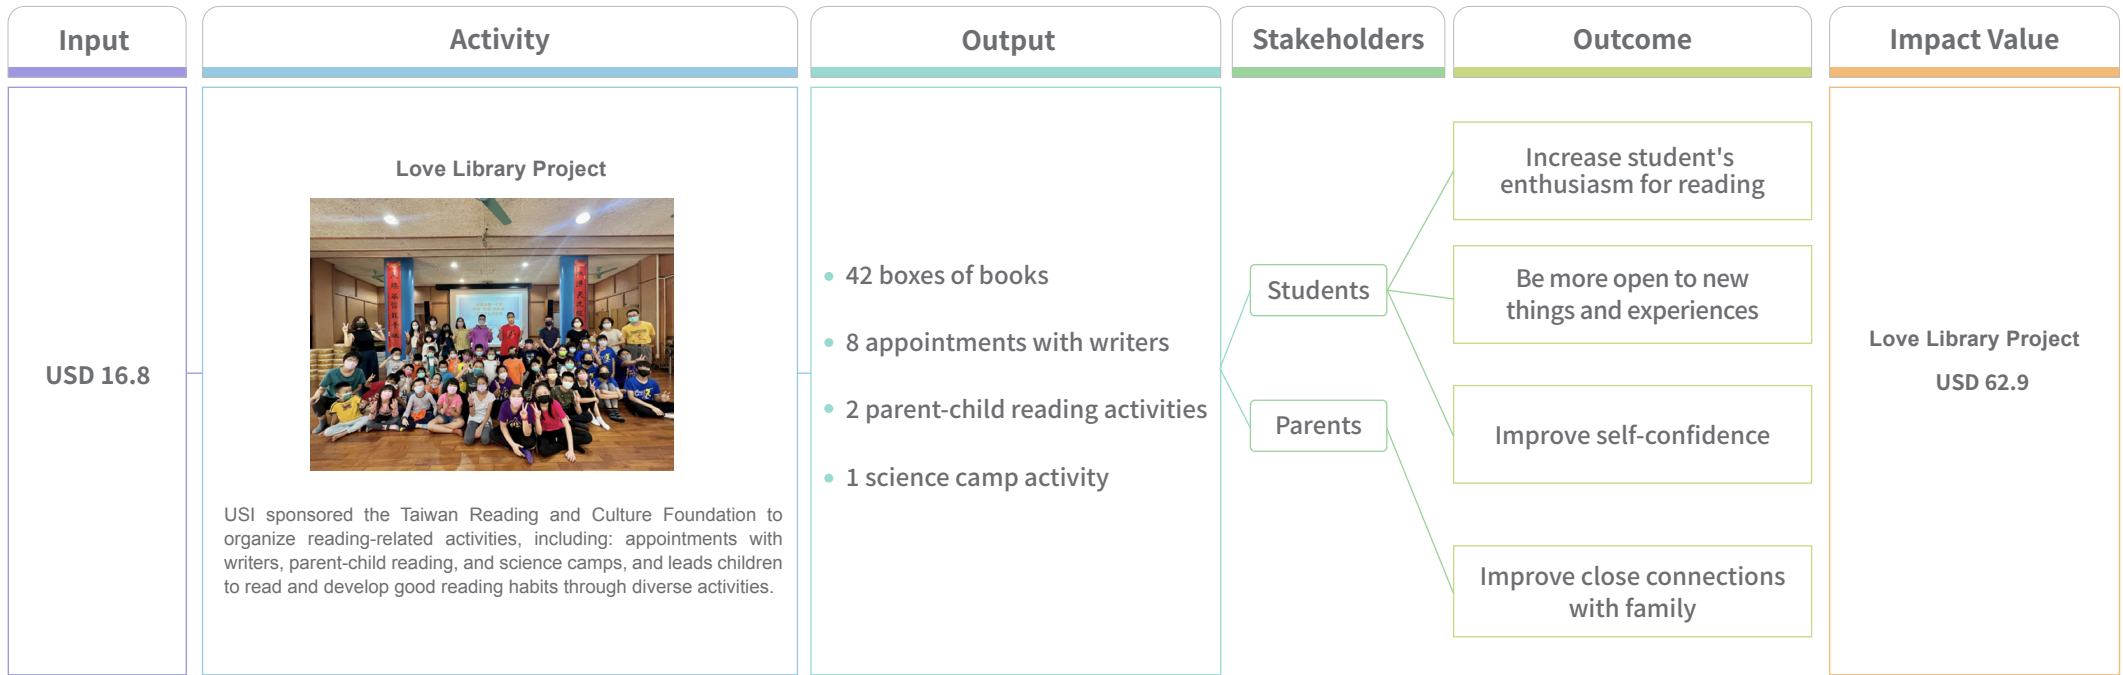 Input
Activity
Output
Stakeholders
Outcome
Impact Value
USD 16.8
Love Library Project
USI sponsored the Taiwan Reading and Culture Foundation to
organize reading-related activities, including: appointments with
writers, parent-child reading, and science camps, and leads children
to read and develop good reading habits through diverse activities.
42 boxes of books
8 appointments with writers
2 parent-child reading activities
1 science camp activity
Students
Parents
Increase student's
enthusiasm for reading
Be more open to new
things and experiences
Improve self-confidence
Improve close connections
with family
Love Library Project
USD 62.9